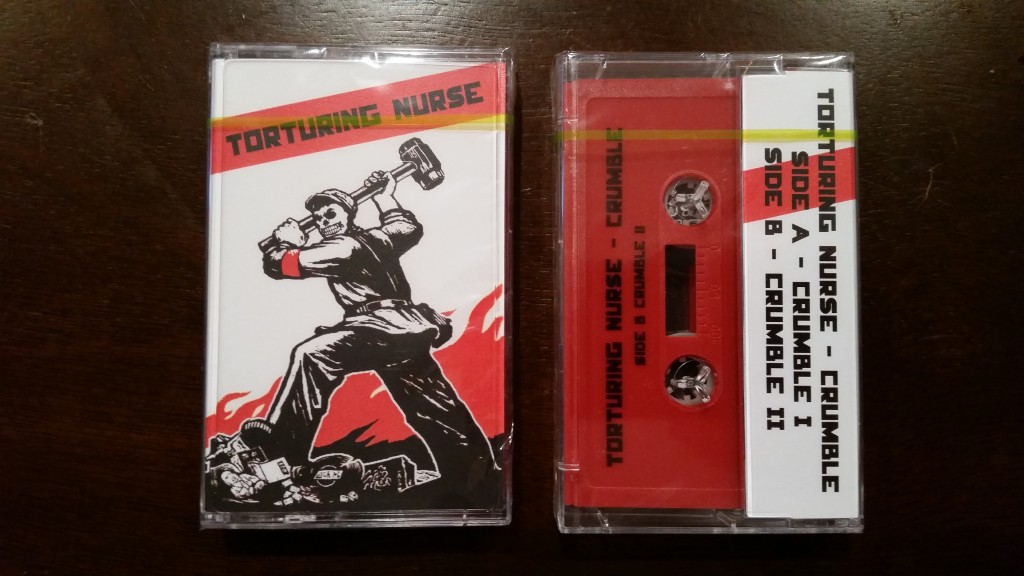 TORTURING NURSE
TORTURING NURSE - CRUMBLE
SIDE B CRUMBLE II
TORTURING NURSE - CRUMBLE
SIDE A - CRUMBLE I
SIDE B - CRUMBLE II